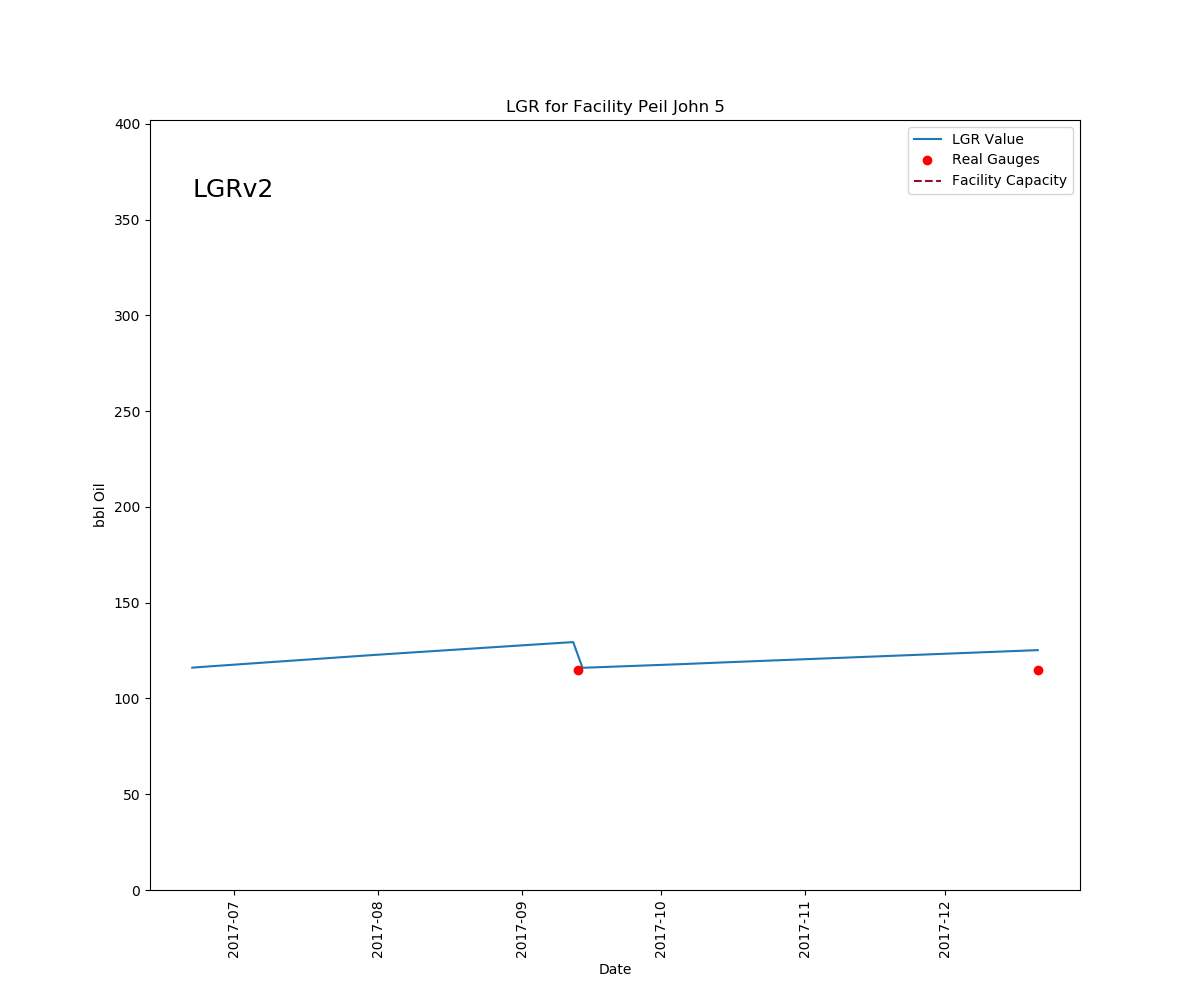 LGR for Facility Peil John 5
LGRv2
LGR Value
Real Gauges
Facility Capacity
400
350
300
250
200
150
100
50
0
bbl Oil
2017-07
2017-08
2017-09
2017-10
2017-11
2017-12
Date